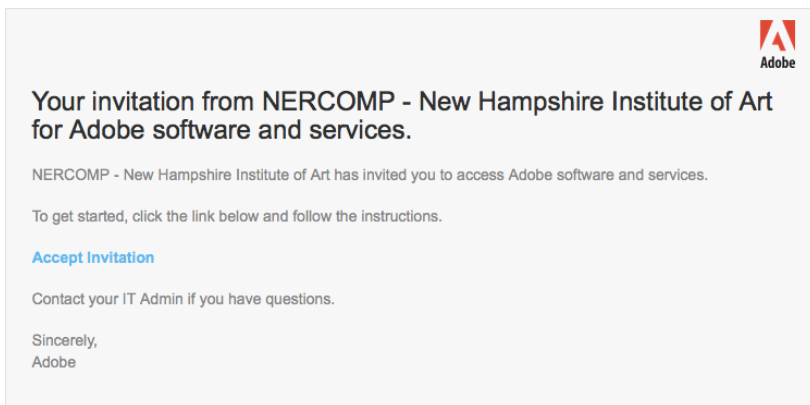 Adobe
Your invitation from NERCOMP - New Hampshire Institute of Art
for Adobe software and services.
NERCOMP - New Hampshire Institute of Art has invited you to access Adobe software and services.
To get started, click the link below and follow the instructions.
Accept Invitation
Contact your IT Admin if you have questions.
Sincerely,
Adobe